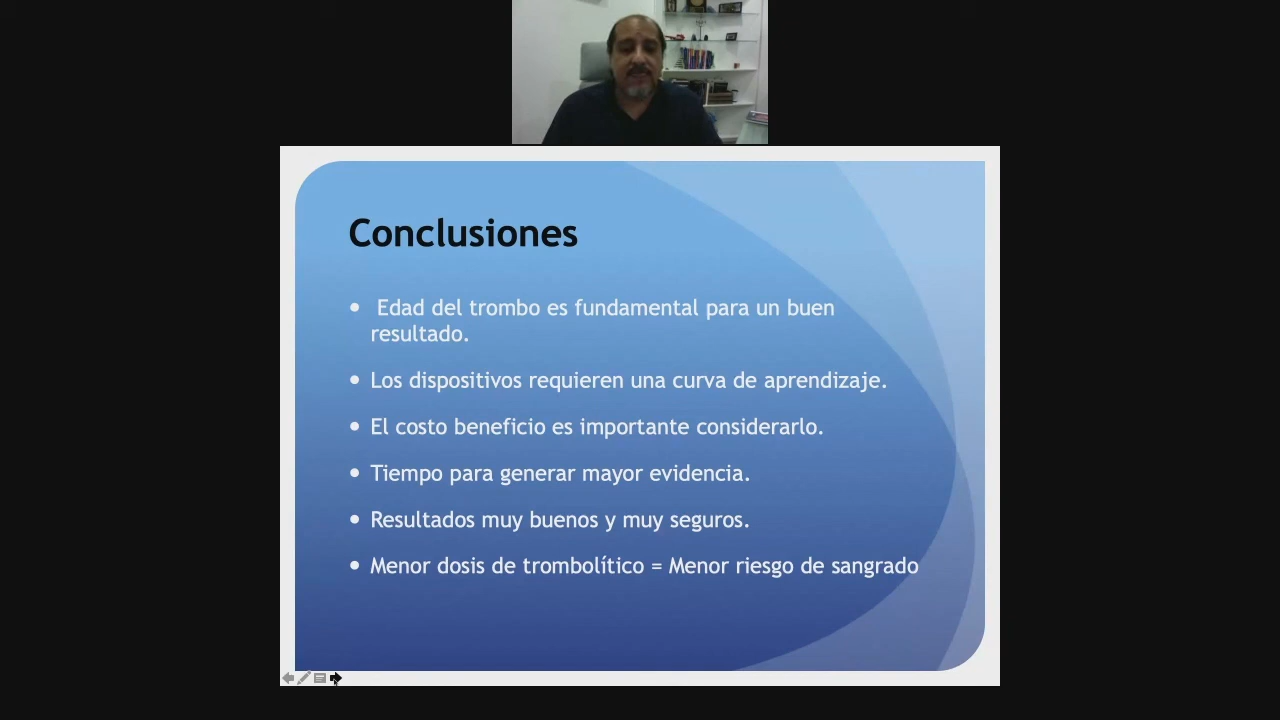 Conclusiones
• Edad del trombo es fundamental para un buen
resultado.
• Los dispositivos requieren una curva de aprendizaje.
• El costo beneficio es importante considerarlo.
• Tiempo para generar mayor evidencia.
• Resultados muy buenos y muy seguros.
• Menor dosis de trombolítico = Menor riesgo de sangrado